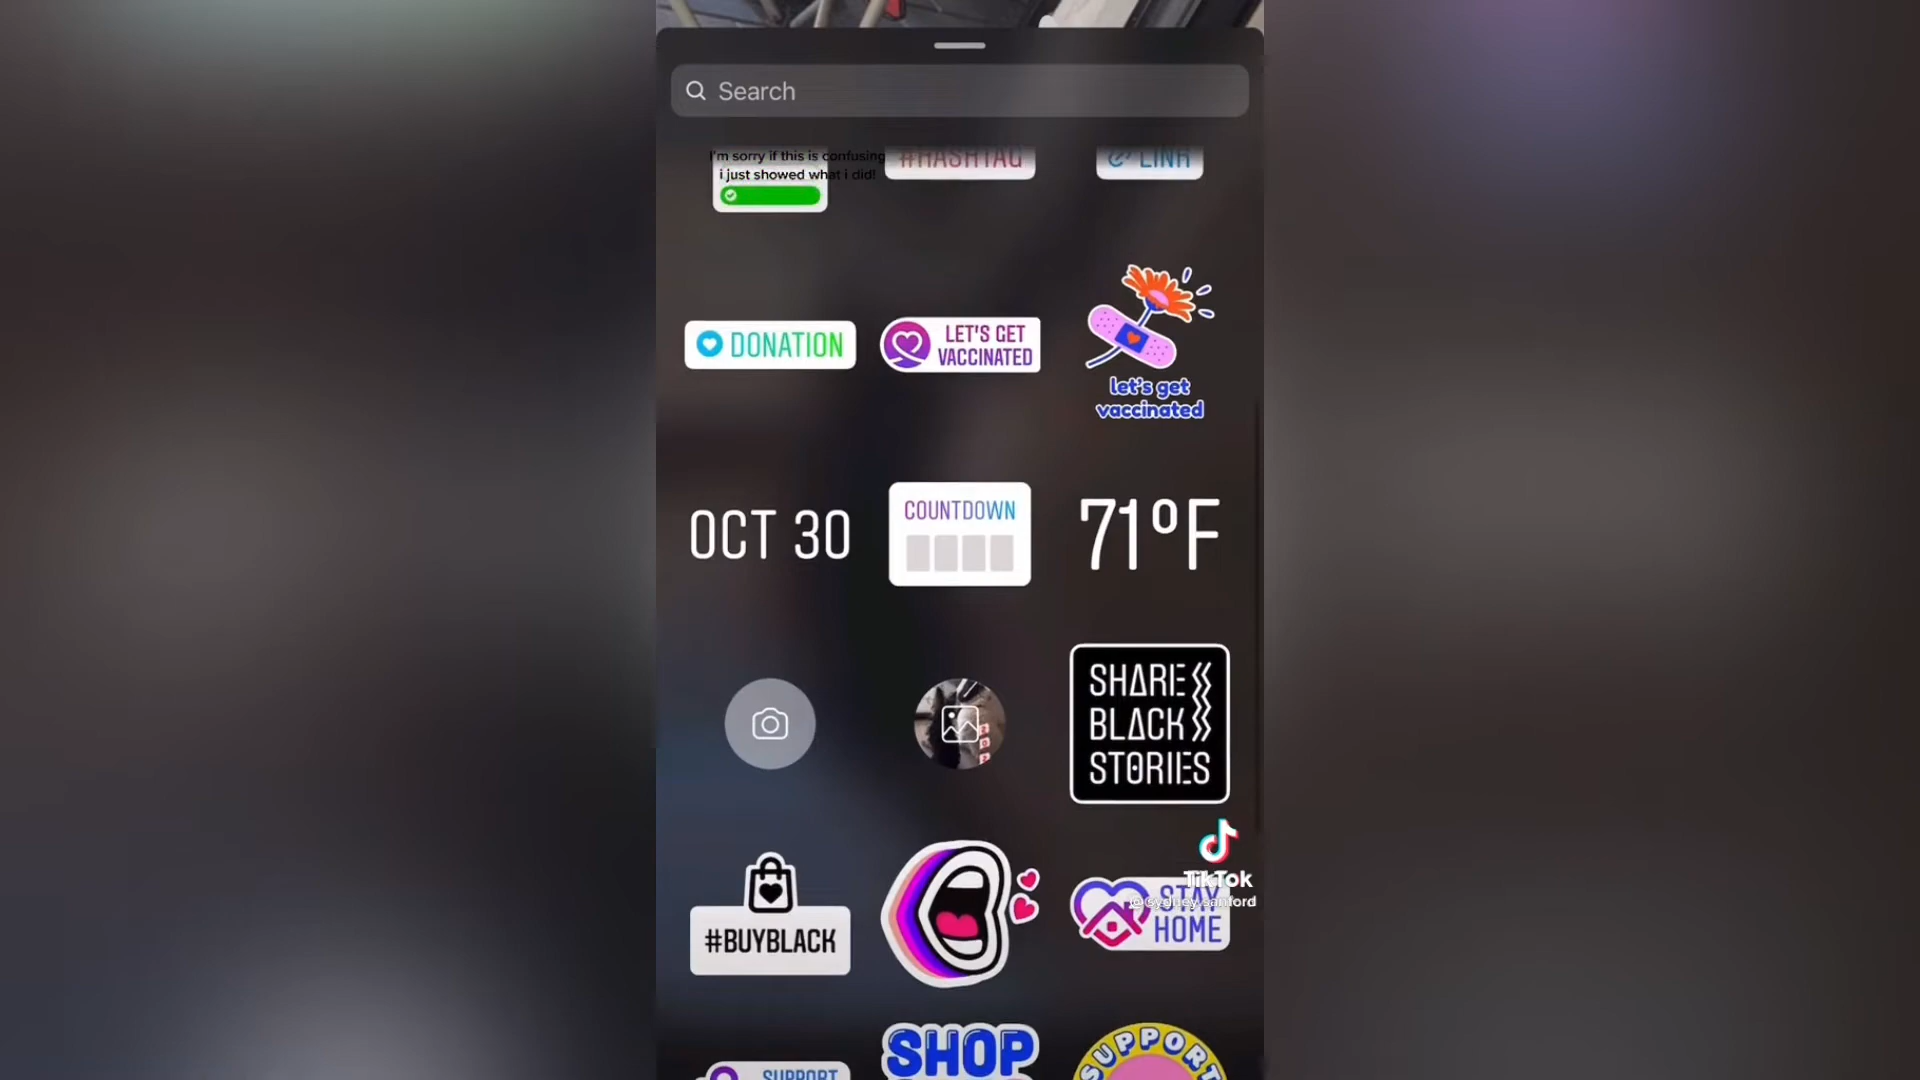 Search
I'm sorry if this is confusing
i just showed what i did!
#HASHTAG
LINK
DONATION
LET'S GET
VACCINATED
let's get
vaccinated
OCT 30
COUNTDOWN
71°F
SHARE
BLACK
STORIES
#BUYBLACK
TikTok
STAY
HOME
SUPPORT
SHOP
SUPPORT